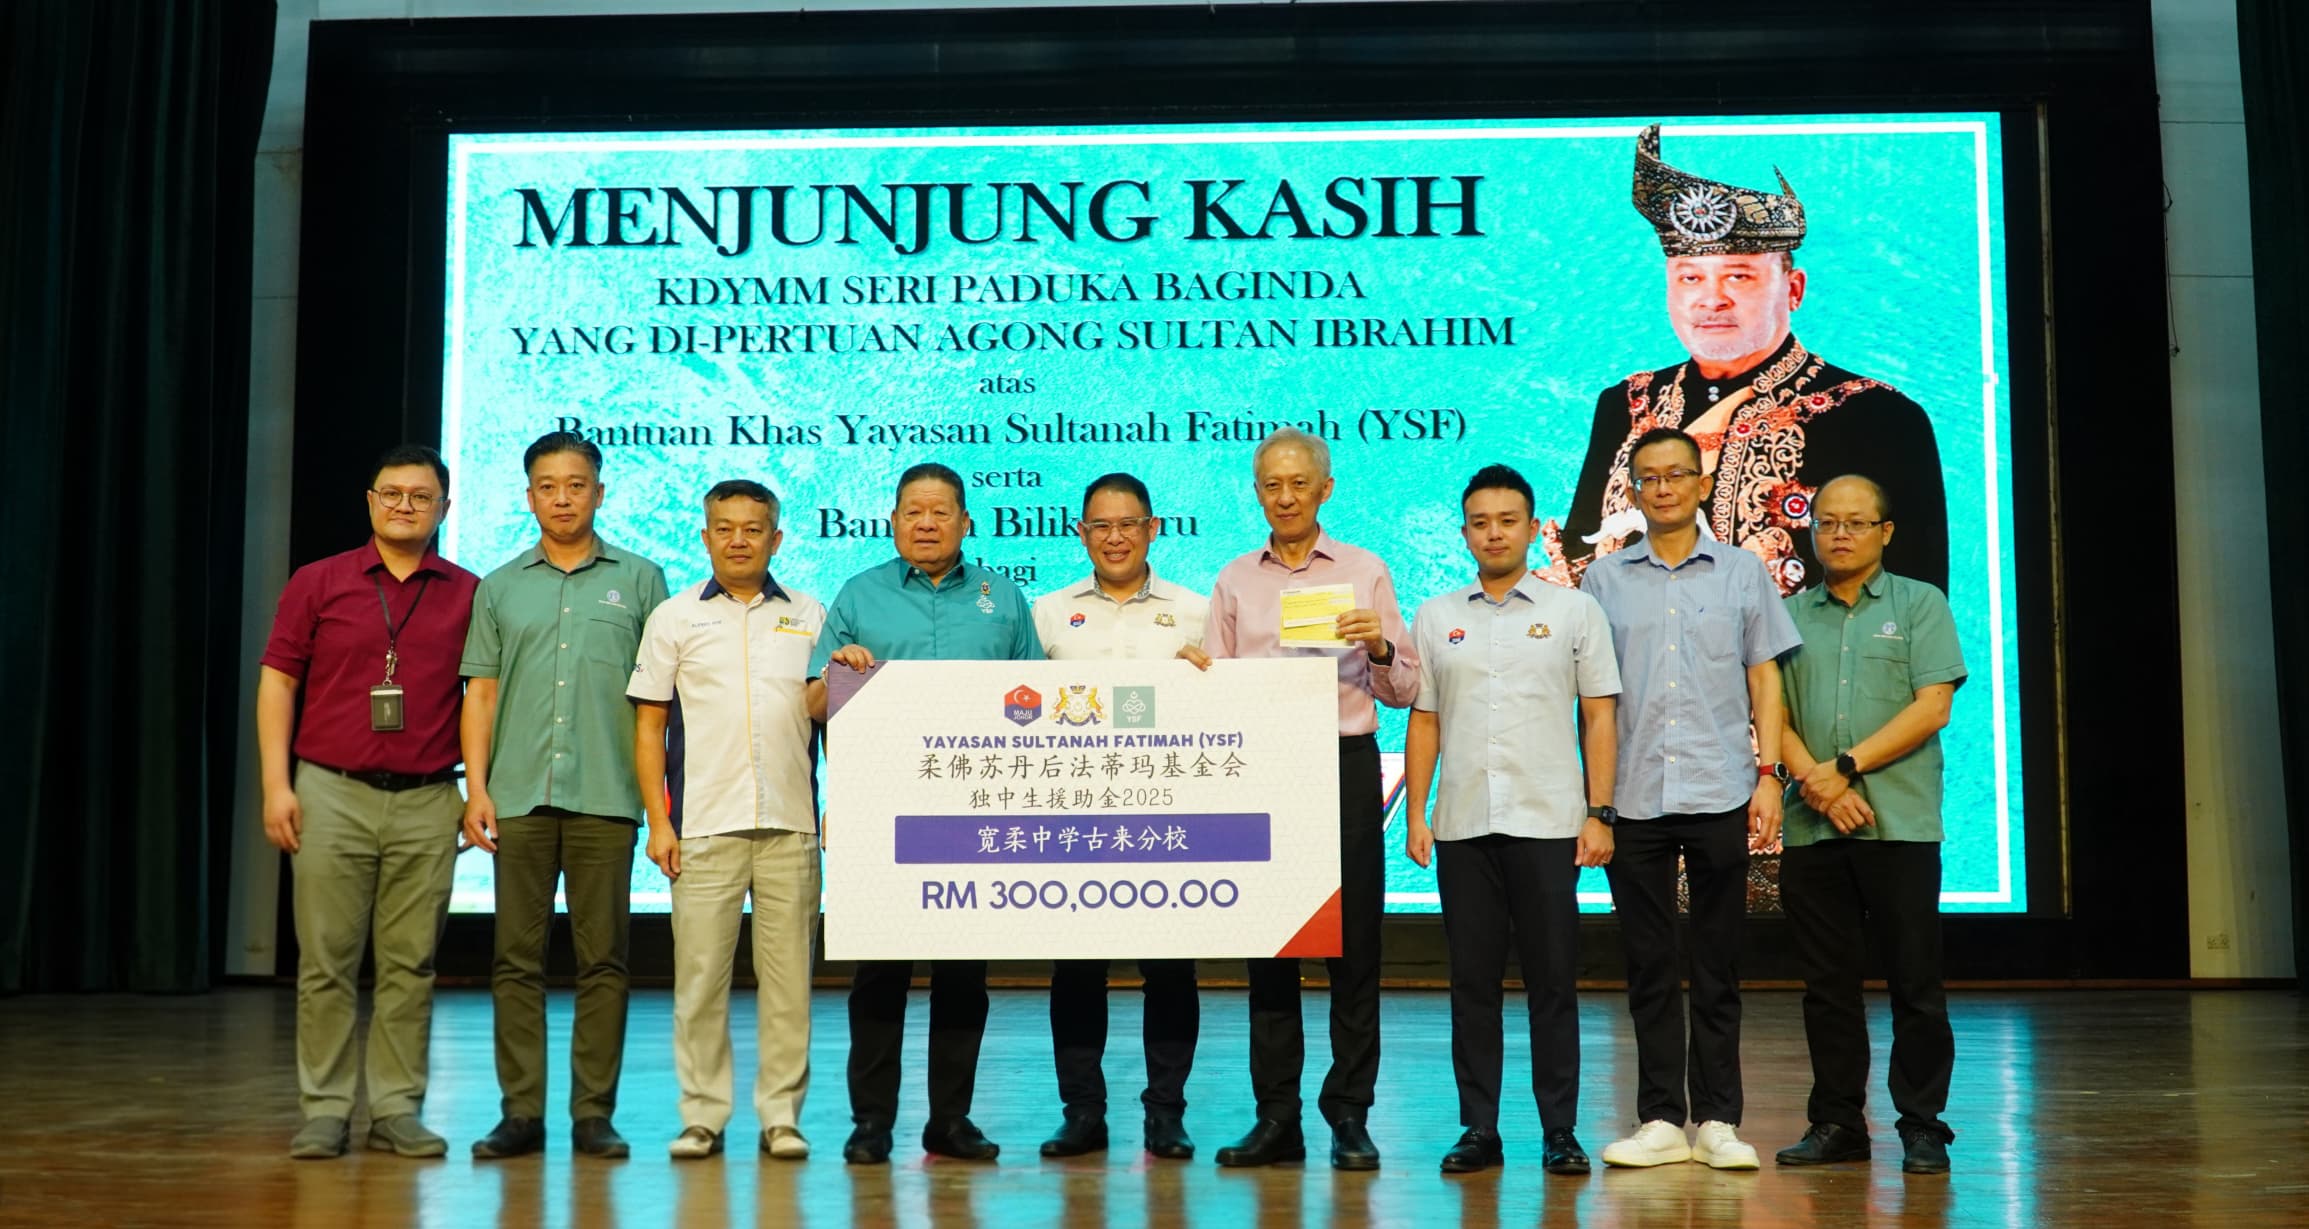 MENJUNJUNG KASIH
KDYMM SERI PADUKA BAGINDA
YANG DI-PERTUAN AGONG SULTAN IBRAHIM
atas
Bantuan Khas Yayasan Sultanah Fatimah (YSF)
serta
Bilik
bagi
YSF
MAJU
JOHOR
YSF
YAYASAN SULTANAH FATIMAH (YSF)
柔佛苏丹后法蒂玛基金会
独中生援助金2025
宽柔中学古来分校
RM 300,000.00